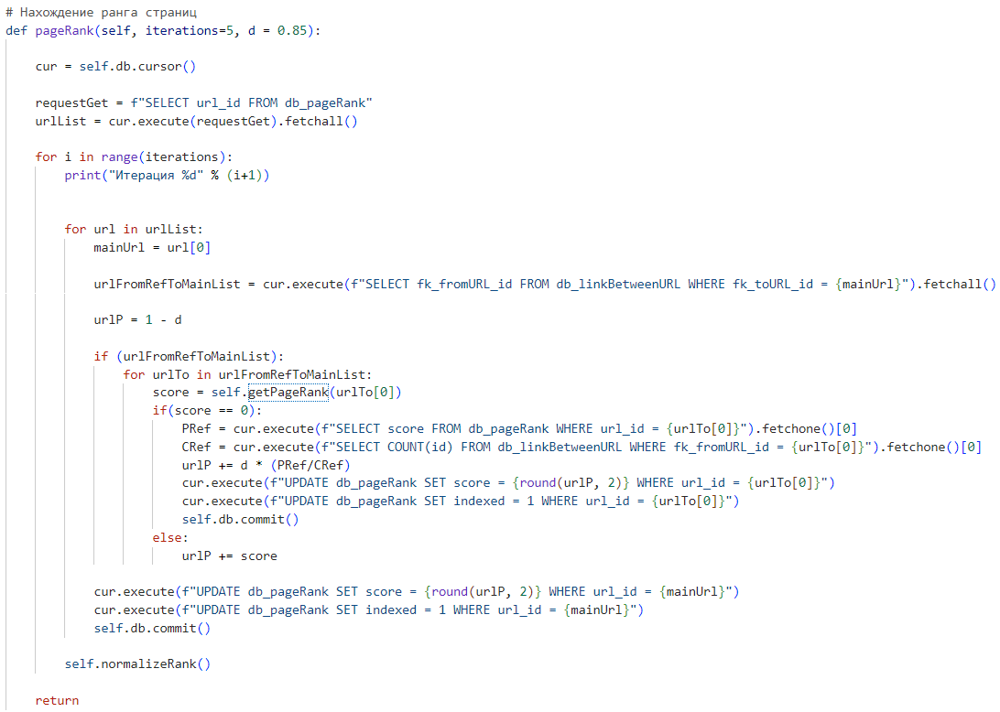 # Нахождение ранга страниц
def pageRank(self, iterations=5, d = 0.85):
cur = self.db.cursor()
requestGet = f"SELECT url_id FROM db_pageRank"
urlList = cur.execute(requestGet).fetchall()
for i in range(iterations):
print("Итерация %d" % (i+1))
for url in urlList:
mainUrl = url[0]
urlFromRefToMainList = cur.execute(f"SELECT fk_fromURL_id FROM db_linkBetweenURL WHERE fk_toURL_id = {mainUrl}").fetchall()
urlP = 1 - d
if (urlFromRefToMainList):
for urlTo in urlFromRefToMainList:
score = self.getPageRank(urlTo[0])
if(score == 0):
PRef = cur.execute(f"SELECT score FROM db_pageRank WHERE url_id = {urlTo[0]}").fetchone()[0]
CRef = cur.execute(f"SELECT COUNT(id) FROM db_linkBetweenURL WHERE fk_fromURL_id = {urlTo[0]}").fetchone()[0]
urlP += d * (PRef/CRef)
cur.execute(f"UPDATE db_pageRank SET score = {round(urlP, 2)} WHERE url_id = {urlTo[0]}")
cur.execute(f"UPDATE db_pageRank SET indexed = 1 WHERE url_id = {urlTo[0]}")
self.db.commit()
else:
urlP += score
cur.execute(f"UPDATE db_pageRank SET score = {round(urlP, 2)} WHERE url_id = {mainUrl}")
cur.execute(f"UPDATE db_pageRank SET indexed = 1 WHERE url_id = {mainUrl}")
self.db.commit()
self.normalizeRank()
return